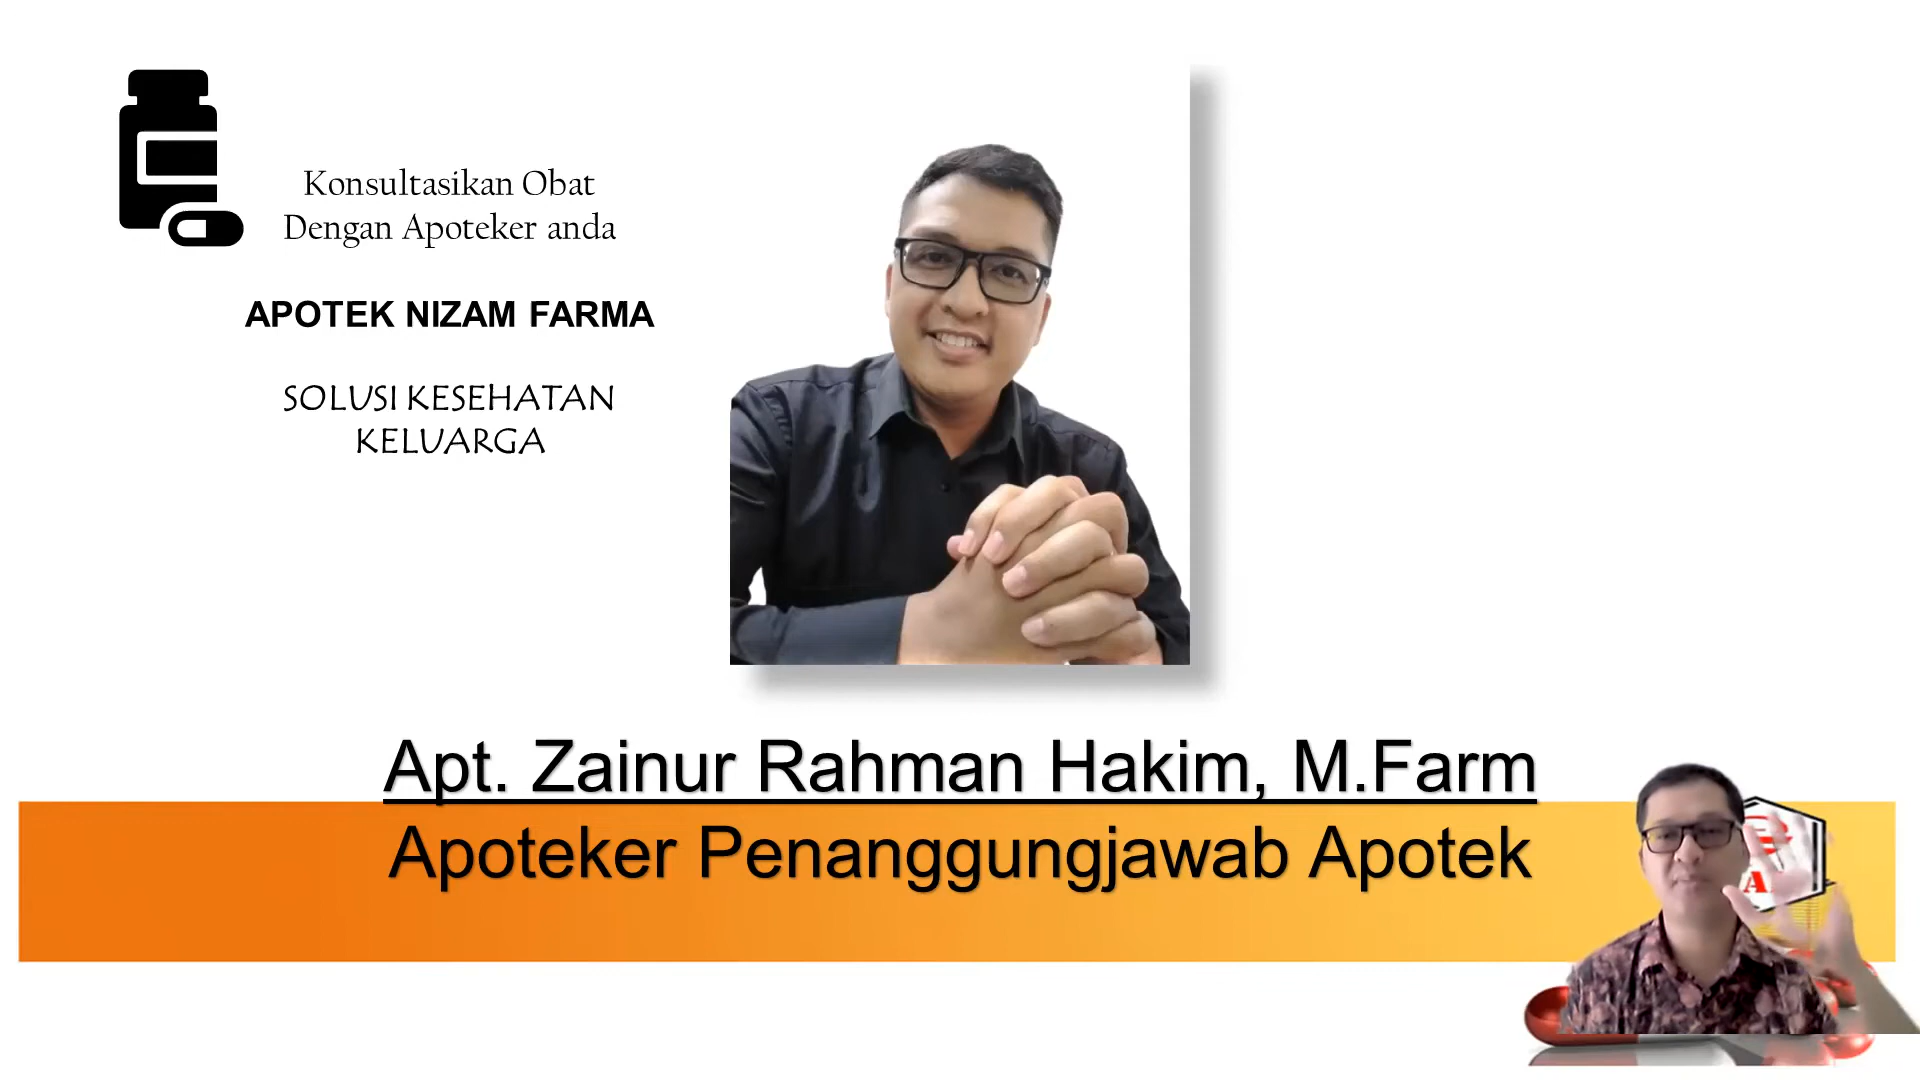 Konsultasikan Obat
Dengan Apoteker anda
APOTEK NIZAM FARMA
SOLUSI KESEHATAN
KELUARGA
Apt. Zainur Rahman Hakim, M.Farm
Apoteker Penanggungjawab Apotek